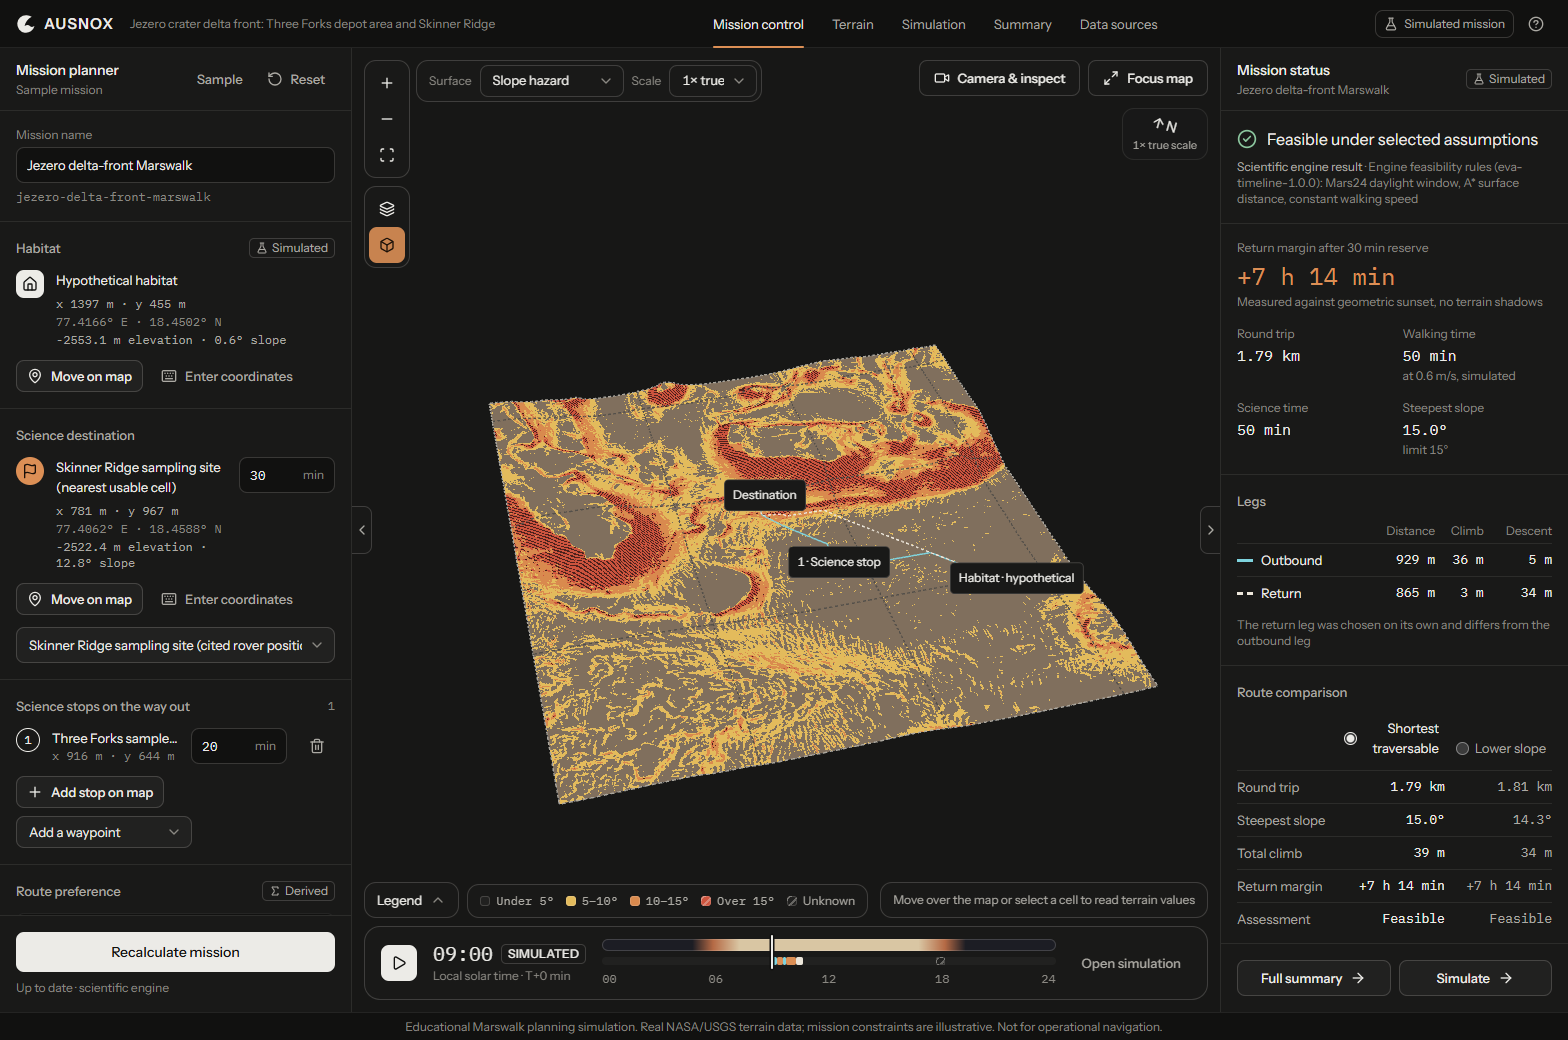 AUSNOX
Jezero crater delta front: Three Forks depot area and Skinner Ridge
Mission control
Terrain
Simulation
Summary
Data sources
Simulated mission
Mission planner
Sample mission
Sample
Reset
Mission name
Jezero delta-front Marswalk
jezero-delta-front-marswalk
Habitat
Simulated
Hypothetical habitat
x 1397 m · y 455 m
77.4166° E · 18.4502° N
-2553.1 m elevation · 0.6° slope
Move on map
Enter coordinates
Science destination
Skinner Ridge sampling site
(nearest usable cell)
30 min
x 781 m · y 967 m
77.4062° E · 18.4588° N
-2522.4 m elevation ·
12.8° slope
Move on map
Enter coordinates
Skinner Ridge sampling site (cited rover positic
Science stops on the way out
1
1
Three Forks sample...
x 916 m · y 644 m
20 min
Add stop on map
Add a waypoint
Route preference
Derived
Recalculate mission
Up to date · scientific engine
Surface
Slope hazard
Scale
1× true
Camera & inspect
Focus map
N
1× true scale
Destination
1 · Science stop
Habitat · hypothetical
Legend
Under 5°
5–10°
10–15°
Over 15°
Unknown
Move over the map or select a cell to read terrain values
09:00
SIMULATED
Local solar time · T+0 min
00
06
12
18
24
Open simulation
Mission status
Jezero delta-front Marswalk
Simulated
Feasible under selected assumptions
Scientific engine result · Engine feasibility rules (eva-
timeline-1.0.0): Mars24 daylight window, A* surface
distance, constant walking speed
Return margin after 30 min reserve
+7 h 14 min
Measured against geometric sunset, no terrain shadows
Round trip
1.79 km
Walking time
50 min
at 0.6 m/s, simulated
Science time
50 min
Steepest slope
15.0°
limit 15°
Legs
Distance Climb Descent
Outbound 929 m 36 m 5 m
Return 865 m 3 m 34 m
The return leg was chosen on its own and differs from the
outbound leg
Route comparison
Shortest
traversable
Lower slope
Round trip 1.79 km 1.81 km
Steepest slope 15.0° 14.3°
Total climb 39 m 34 m
Return margin +7 h 14 min +7 h 14 min
Assessment Feasible Feasible
Full summary
Simulate
Educational Marswalk planning simulation. Real NASA/USGS terrain data; mission constraints are illustrative. Not for operational navigation.